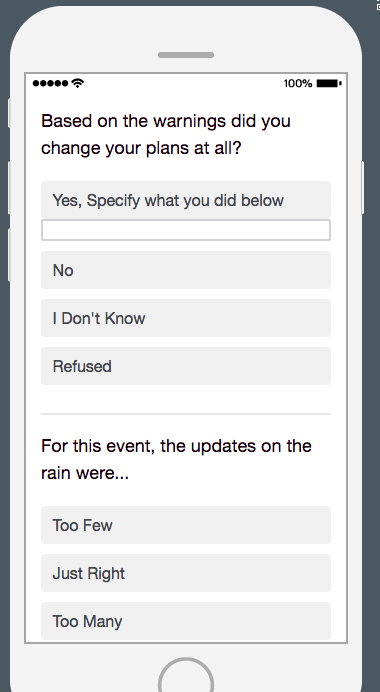 100%
Based on the warnings did you
change your plans at all?
Yes, Specify what you did below
No
I Don't Know
Refused
For this event, the updates on the
rain were...
Too Few
Just Right
Too Many